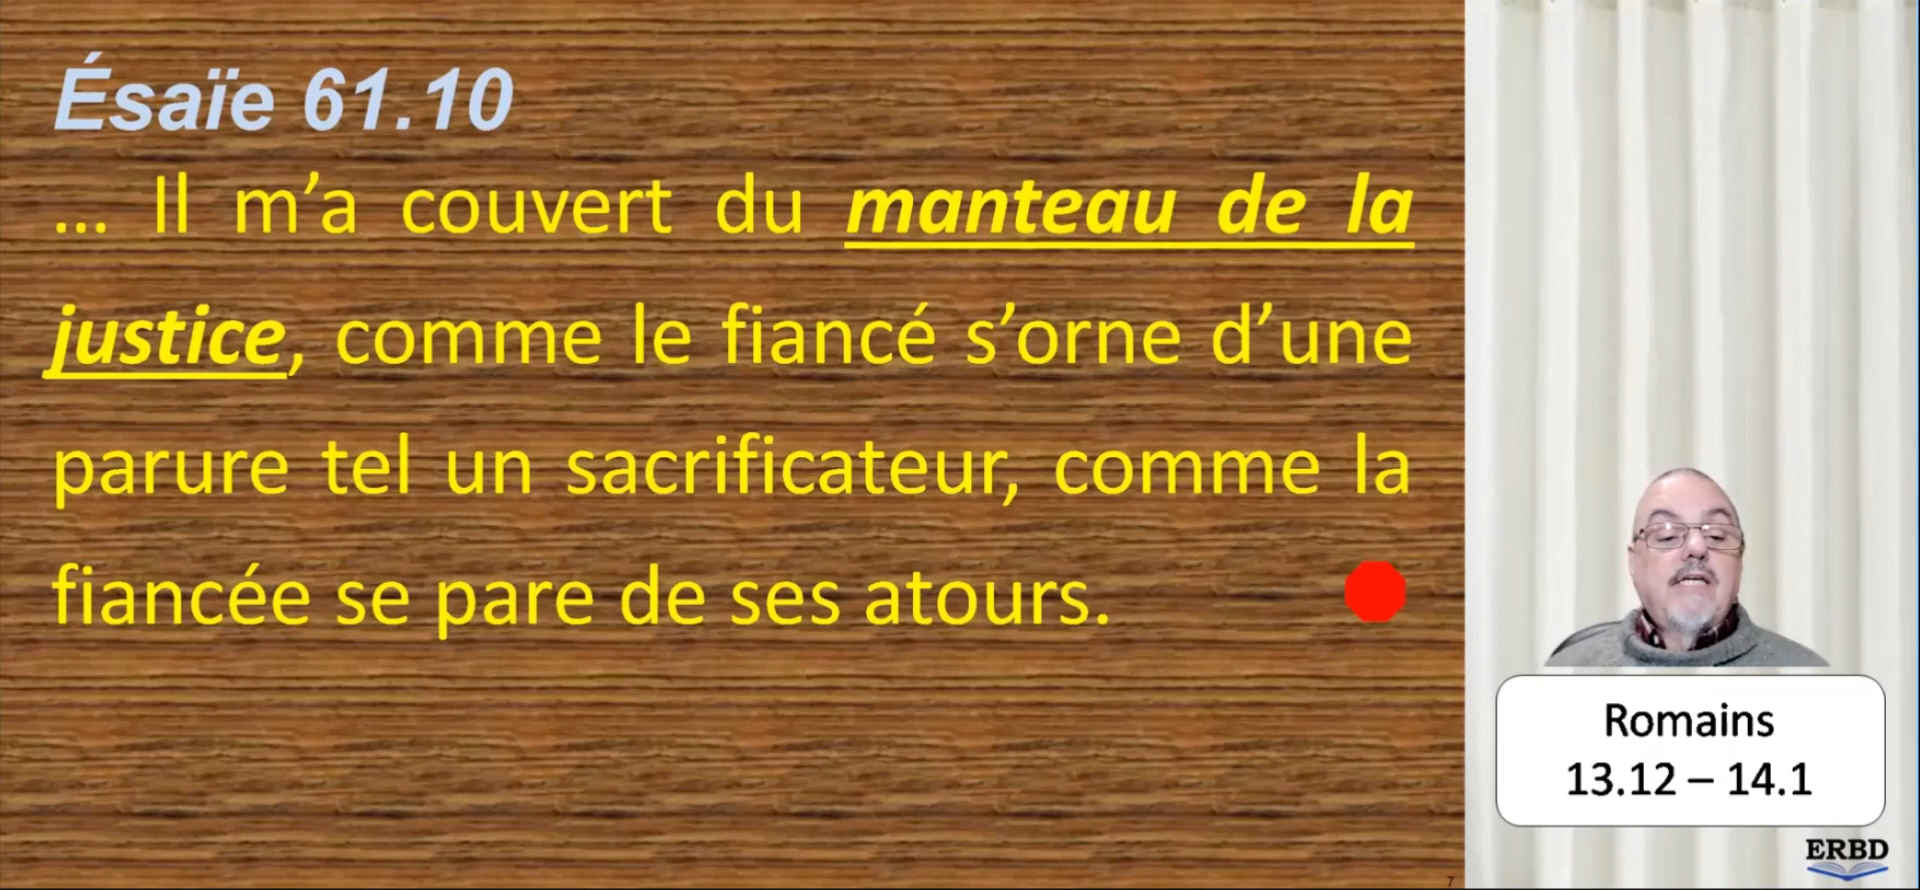 Ésaïe 61.10
... Il m’a couvert du manteau de la
justice, comme le fiancé s’orne d’une
parure tel un sacrificateur, comme la
fiancée se pare de ses atours.
7
Romains
13.12 – 14.1
ERBD